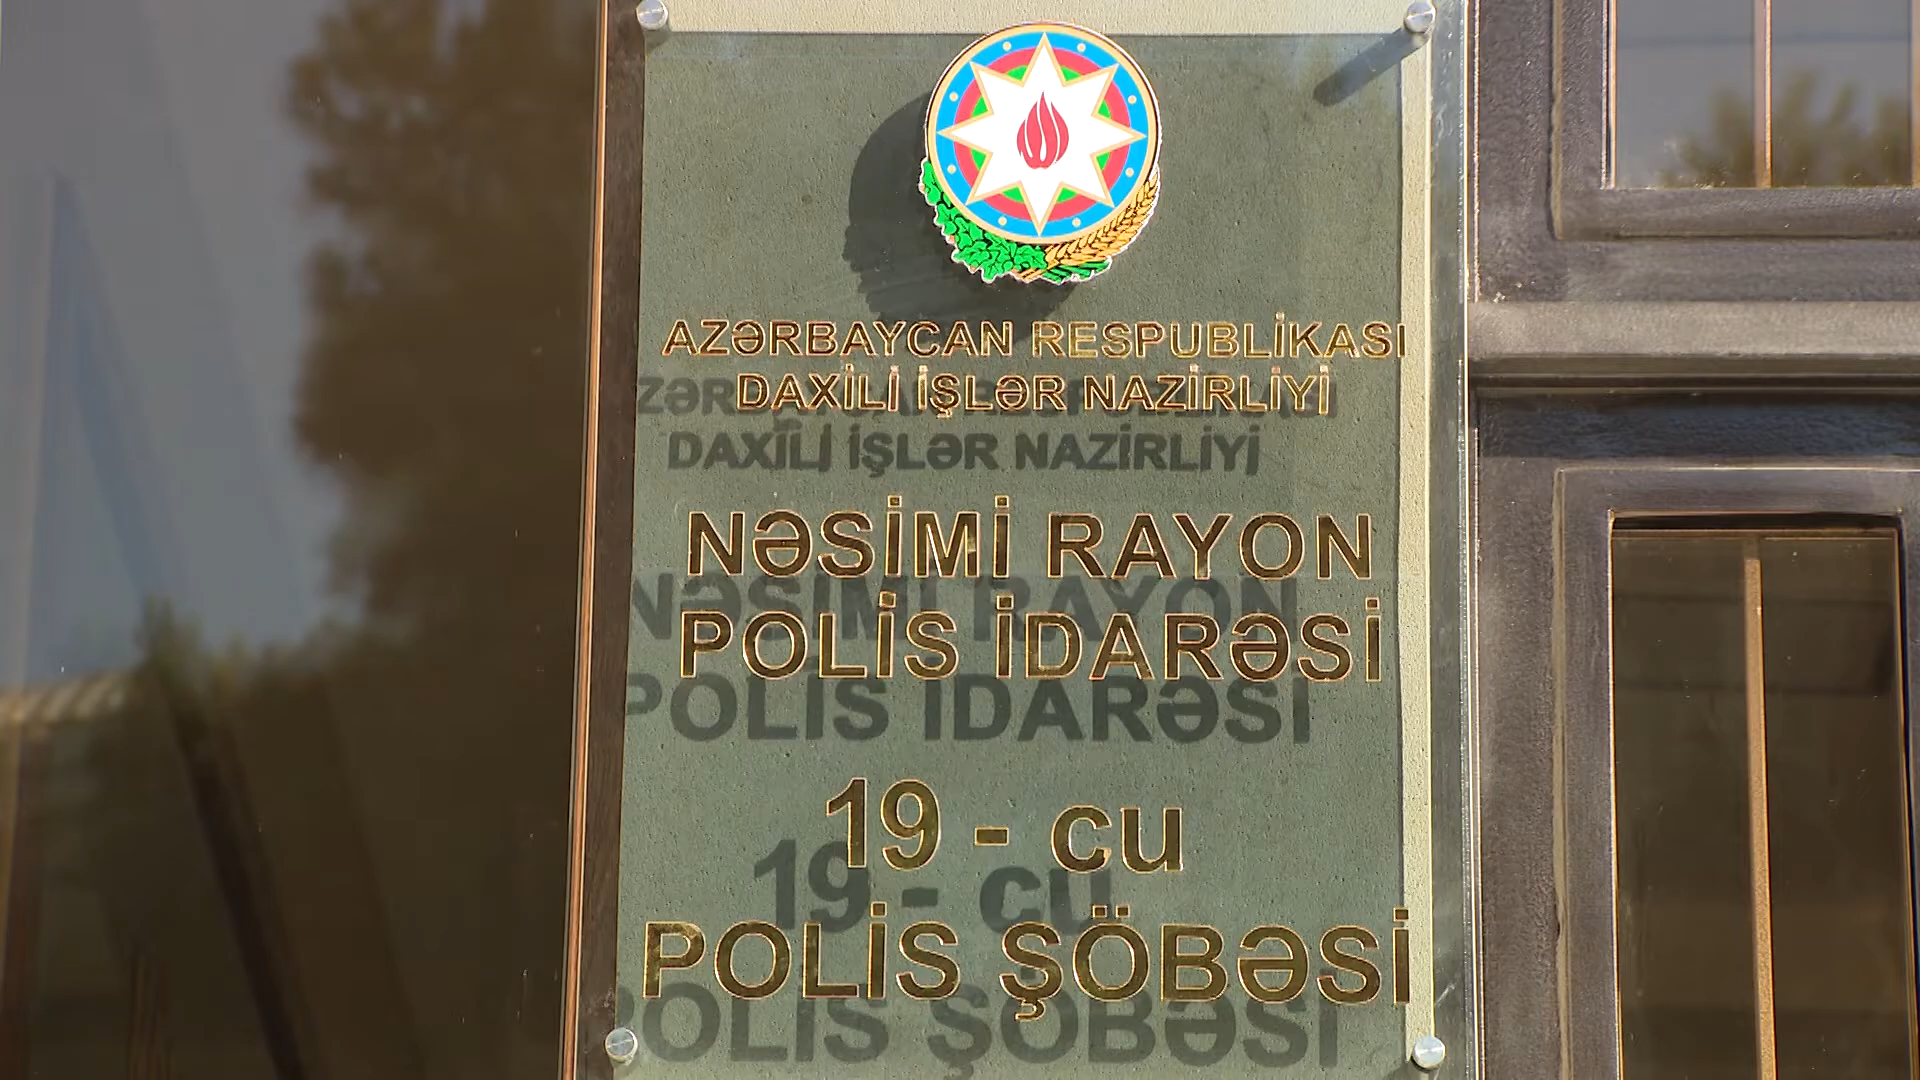 AZƏRBAYCAN RESPUBLİKASI
DAXİLİ İŞLƏR NAZİRLİYİ
NƏSİMİ RAYON
POLİS İDARƏSİ
19 - cu
POLİS ŞÖBƏSİ